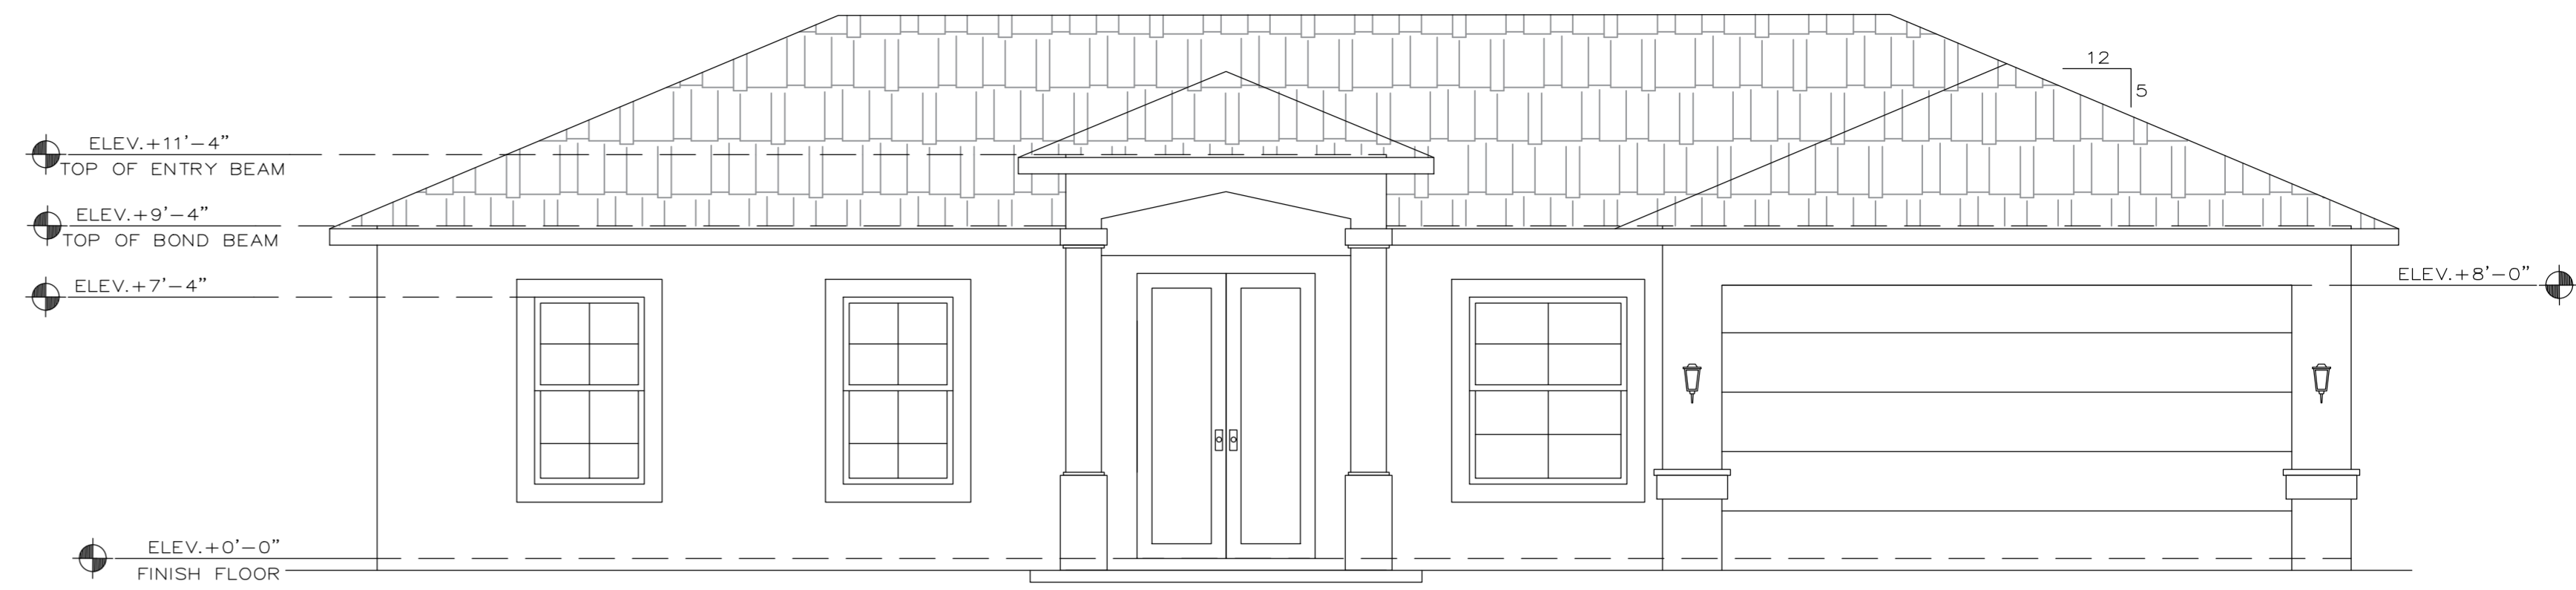 12
5
ELEV.+11'-4"
TOP OF ENTRY BEAM
ELEV.+9'-4"
TOP OF BOND BEAM
ELEV.+7'-4"
ELEV.+8'-0"
ELEV.+0'-0"
FINISH FLOOR